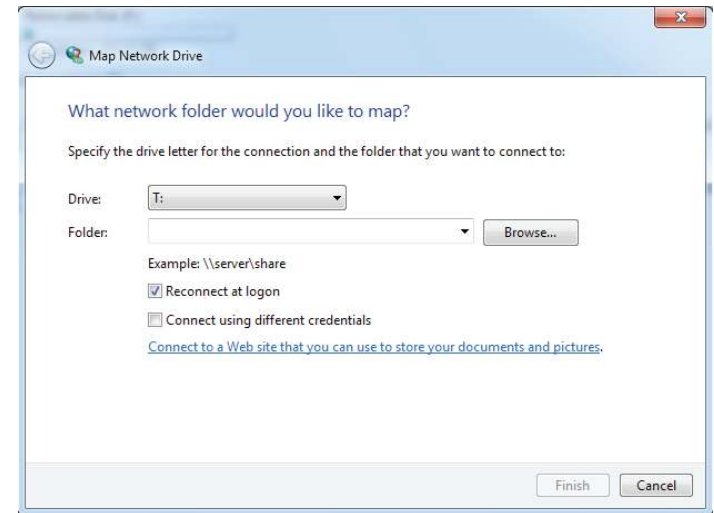 Map Network Drive
What network folder would you like to map?
Specify the drive letter for the connection and the folder that you want to connect to:
Drive: T:
Folder: Browse...
Example: \\server\share
Reconnect at logon
Connect using different credentials
Connect to a Web site that you can use to store your documents and pictures.
Finish Cancel